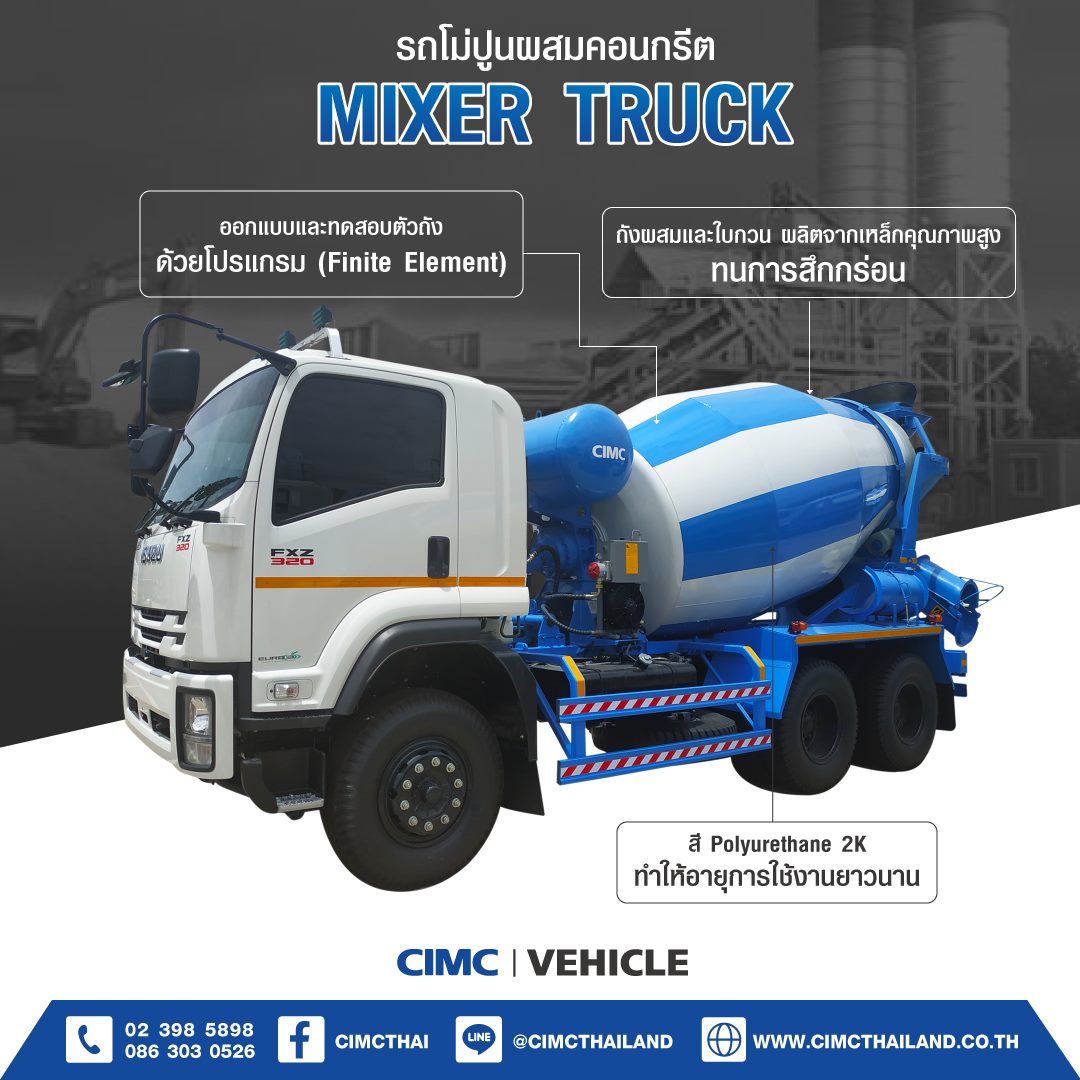 รถโม่ปูนผสมคอนกรีต
MIXER TRUCK
ออกแบบและทดสอบตัวถัง
ด้วยโปรแกรม (Finite Element)
ถังผสมและใบกวน ผลิตจากเหล็กคุณภาพสูง
ทนการสึกกร่อน
CIMC
ISUZU
FXZ
320
FXZ
320
สี Polyurethane 2K
ทำให้อายุการใช้งานยาวนาน
CIMC | VEHICLE
02 398 5898
086 303 0526
CIMCTHAI
LINE
@CIMCTHAILAND
WWW.CIMCTHAILAND.CO.TH